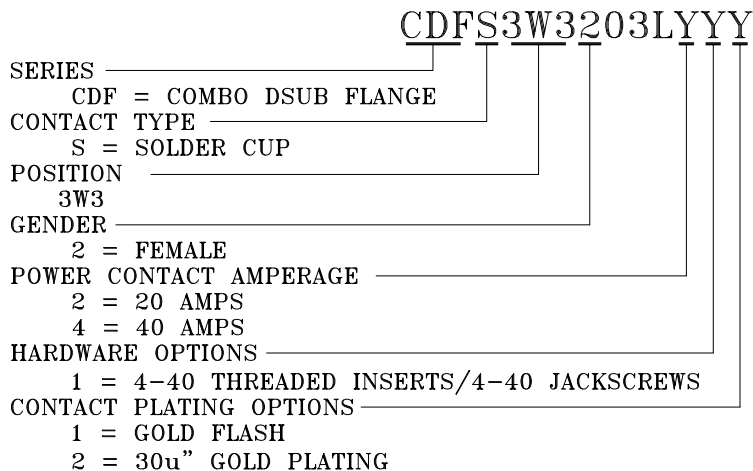 CDFS3W3203LYYY
SERIES
CDF = COMBO DSUB FLANGE
CONTACT TYPE
S = SOLDER CUP
POSITION
3W3
GENDER
2 = FEMALE
POWER CONTACT AMPERAGE
2 = 20 AMPS
4 = 40 AMPS
HARDWARE OPTIONS
1 = 4-40 THREADED INSERTS/4-40 JACKSCREWS
CONTACT PLATING OPTIONS
1 = GOLD FLASH
2 = 30u" GOLD PLATING